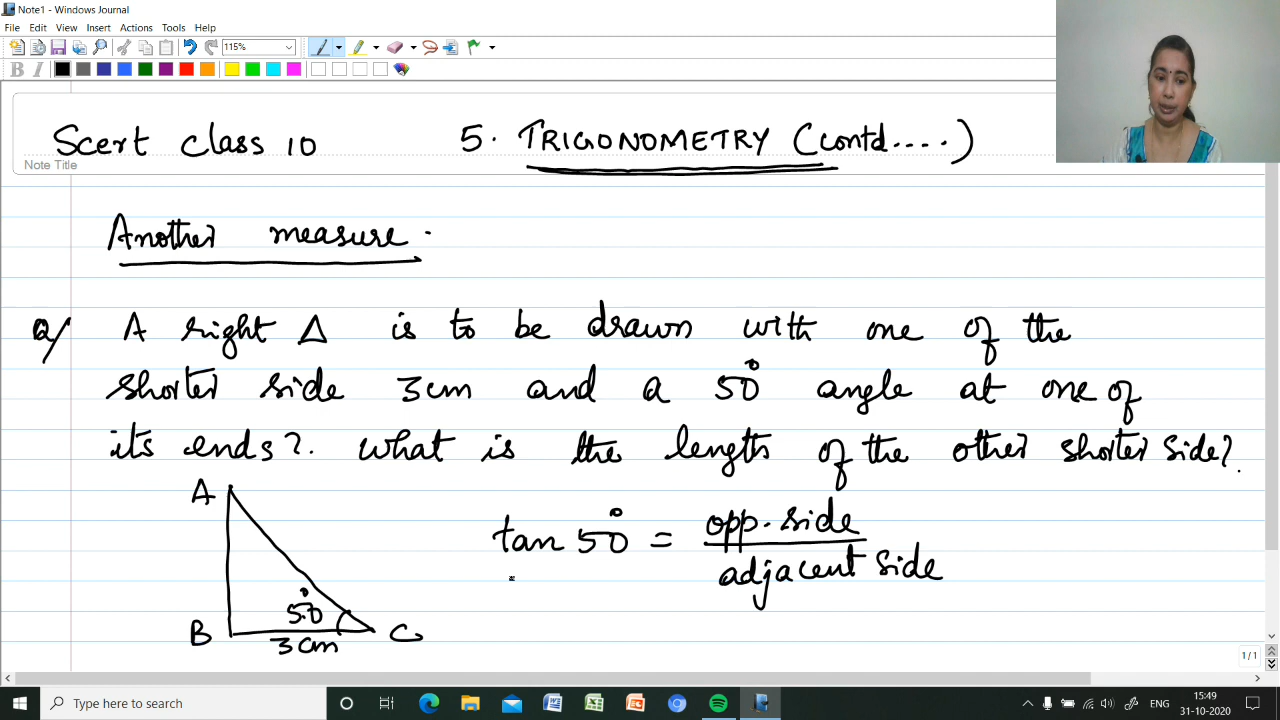 Note1 - Windows Journal
File Edit View Insert Actions Tools Help
115%
B I
Scert class 10 5. TRIGONOMETRY (contd....)
Note Title
Another measure.
Q/ A right Δ is to be drawn with one of the
shorter side 3cm and a 50° angle at one of
its ends?. What is the length of the other shorter side?.
A
tan 50° = opp. side
adjacent side
50°
B C
3 cm
1/1
Type here to search
ENG
15:49
31-10-2020